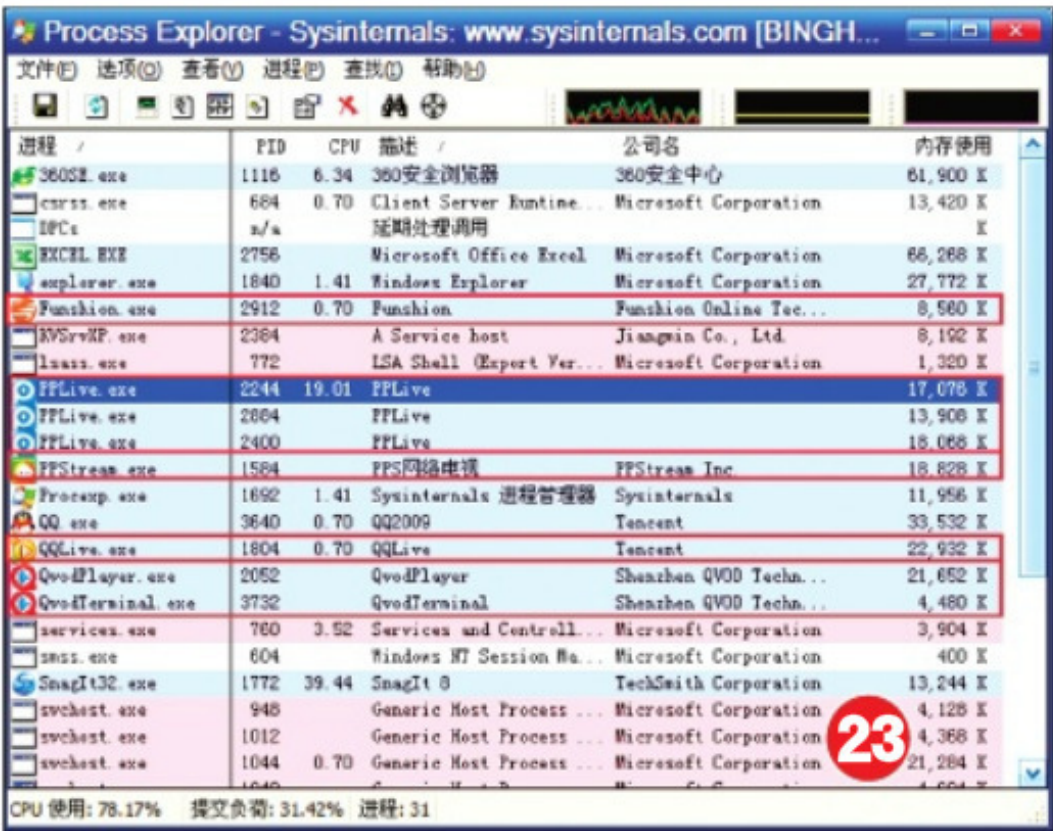 Process Explorer - Sysinternals: www.sysinternals.com [BINGH...
文件(F) 选项(O) 查看(V) 进程(P) 查找(I) 帮助(H)
进程 PID CPU 描述 公司名 内存使用
360SE.exe 1116 6.34 360安全浏览器 360安全中心 61,900 K
csrss.exe 684 0.70 Client Server Runtime... Microsoft Corporation 13,420 K
DPCs n/a 延期处理调用 K
EXCEL.EXE 2756 Microsoft Office Excel Microsoft Corporation 66,268 K
explorer.exe 1840 1.41 Windows Explorer Microsoft Corporation 27,772 K
Funshion.exe 2912 0.70 Funshion Funshion Online Tec... 8,560 K
KVSrvXP.exe 2384 A Service host Jiangmin Co., Ltd 8,192 K
lsass.exe 772 LSA Shell (Export Ver... Microsoft Corporation 1,320 K
PPLive.exe 2244 19.01 PPLive 17,076 K
PPLive.exe 2884 PPLive 13,908 K
PPLive.exe 2400 PPLive 18,068 K
PPStream.exe 1584 PPS网络电视 PPStream Inc 18,828 K
Procexp.exe 1692 1.41 Sysinternals 进程管理器 Sysinternals 11,956 K
QQ.exe 3640 0.70 QQ2009 Tencent 33,532 K
QQLive.exe 1804 0.70 QQLive Tencent 22,932 K
QvodPlayer.exe 2052 QvodPlayer Shenzhen QVOD Techn... 21,652 K
QvodTerminal.exe 3732 QvodTerminal Shenzhen QVOD Techn... 4,480 K
services.exe 760 3.52 Services and Controll... Microsoft Corporation 3,904 K
smss.exe 604 Windows NT Session Ma... Microsoft Corporation 400 K
SnagIt32.exe 1772 39.44 SnagIt 8 TechSmith Corporation 13,244 K
svchost.exe 948 Generic Host Process ... Microsoft Corporation 4,128 K
svchost.exe 1012 Generic Host Process ... Microsoft Corporation 4,368 K
svchost.exe 1044 0.70 Generic Host Process ... Microsoft Corporation 21,284 K
23
CPU 使用: 78.17% 提交负荷: 31.42% 进程: 31